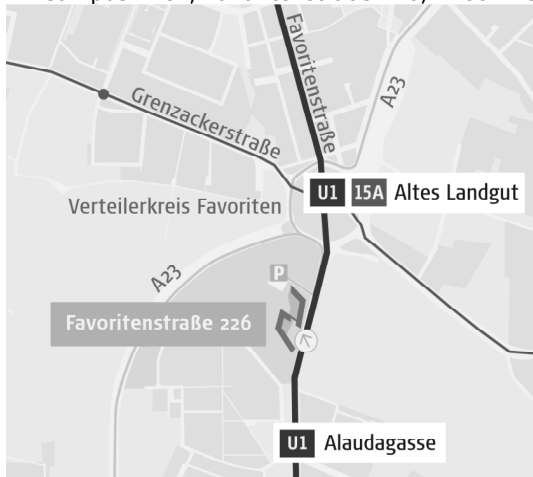 Favoritenstraße
A23
Grenzackerstraße
U1 15A Altes Landgut
Verteilerkreis Favoriten
A23
P
Favoritenstraße 226
U1 Alaudagasse